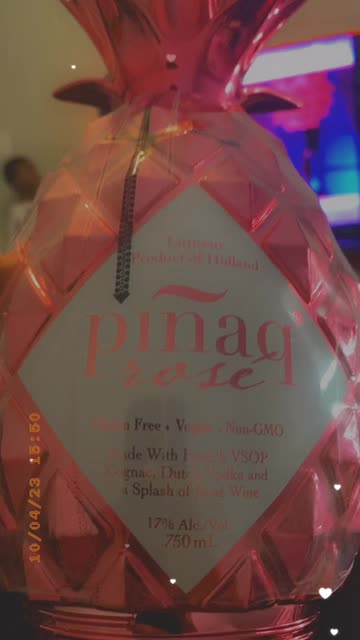 Liqueur
Product of Holland
piñaq
rosé
Gluten Free • Vegan • Non-GMO
Made With French VSOP
Cognac, Dutch Vodka and
a Splash of Rosé Wine
17% Alc/Vol
750 mL
10/04/23 15:50